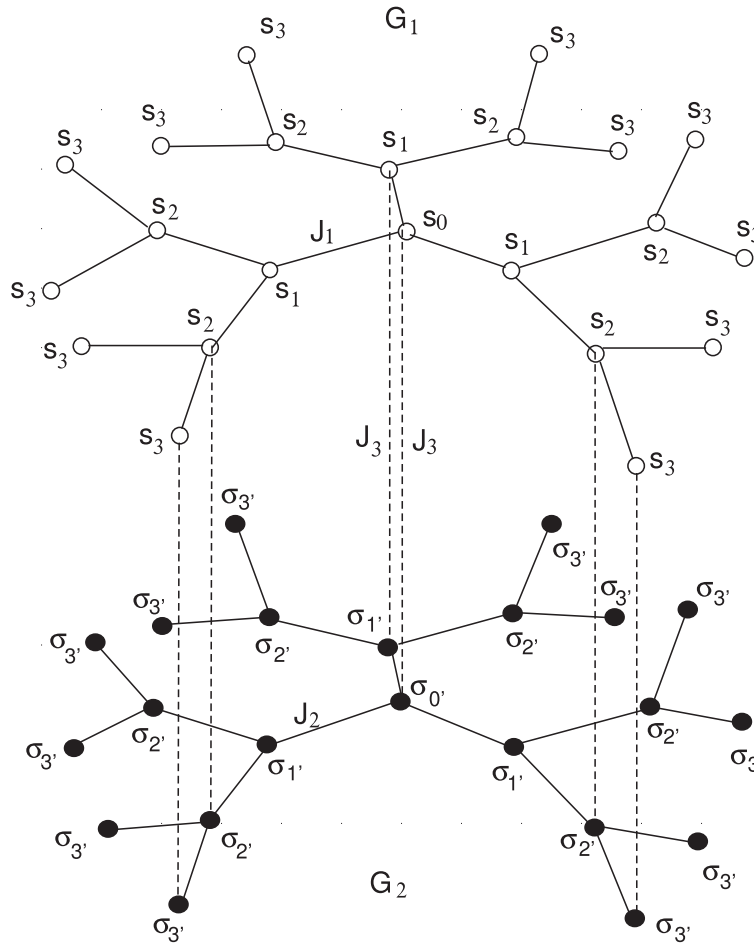 G₁
s₃ s₃
s₃ s₂ s₁ s₂ s₃ s₃
s₃
s₂ J₁ s₀ s₁ s₂ s₃
s₃ s₁
s₂ s₂ s₃
s₃
s₃ J₃ J₃ s₃
σ₃'
σ₃'
σ₃' σ₂' σ₁' σ₂' σ₃' σ₃'
σ₃'
σ₂' J₂ σ₀' σ₂'
σ₃' σ₁' σ₁' σ₃
σ₃' σ₂' σ₂' σ₃'
G₂
σ₃' σ₃'